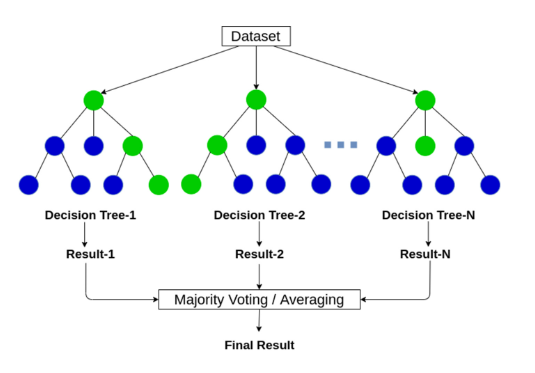 Dataset
Decision Tree-1
Decision Tree-2
Decision Tree-N
Result-1
Result-2
Result-N
Majority Voting / Averaging
Final Result